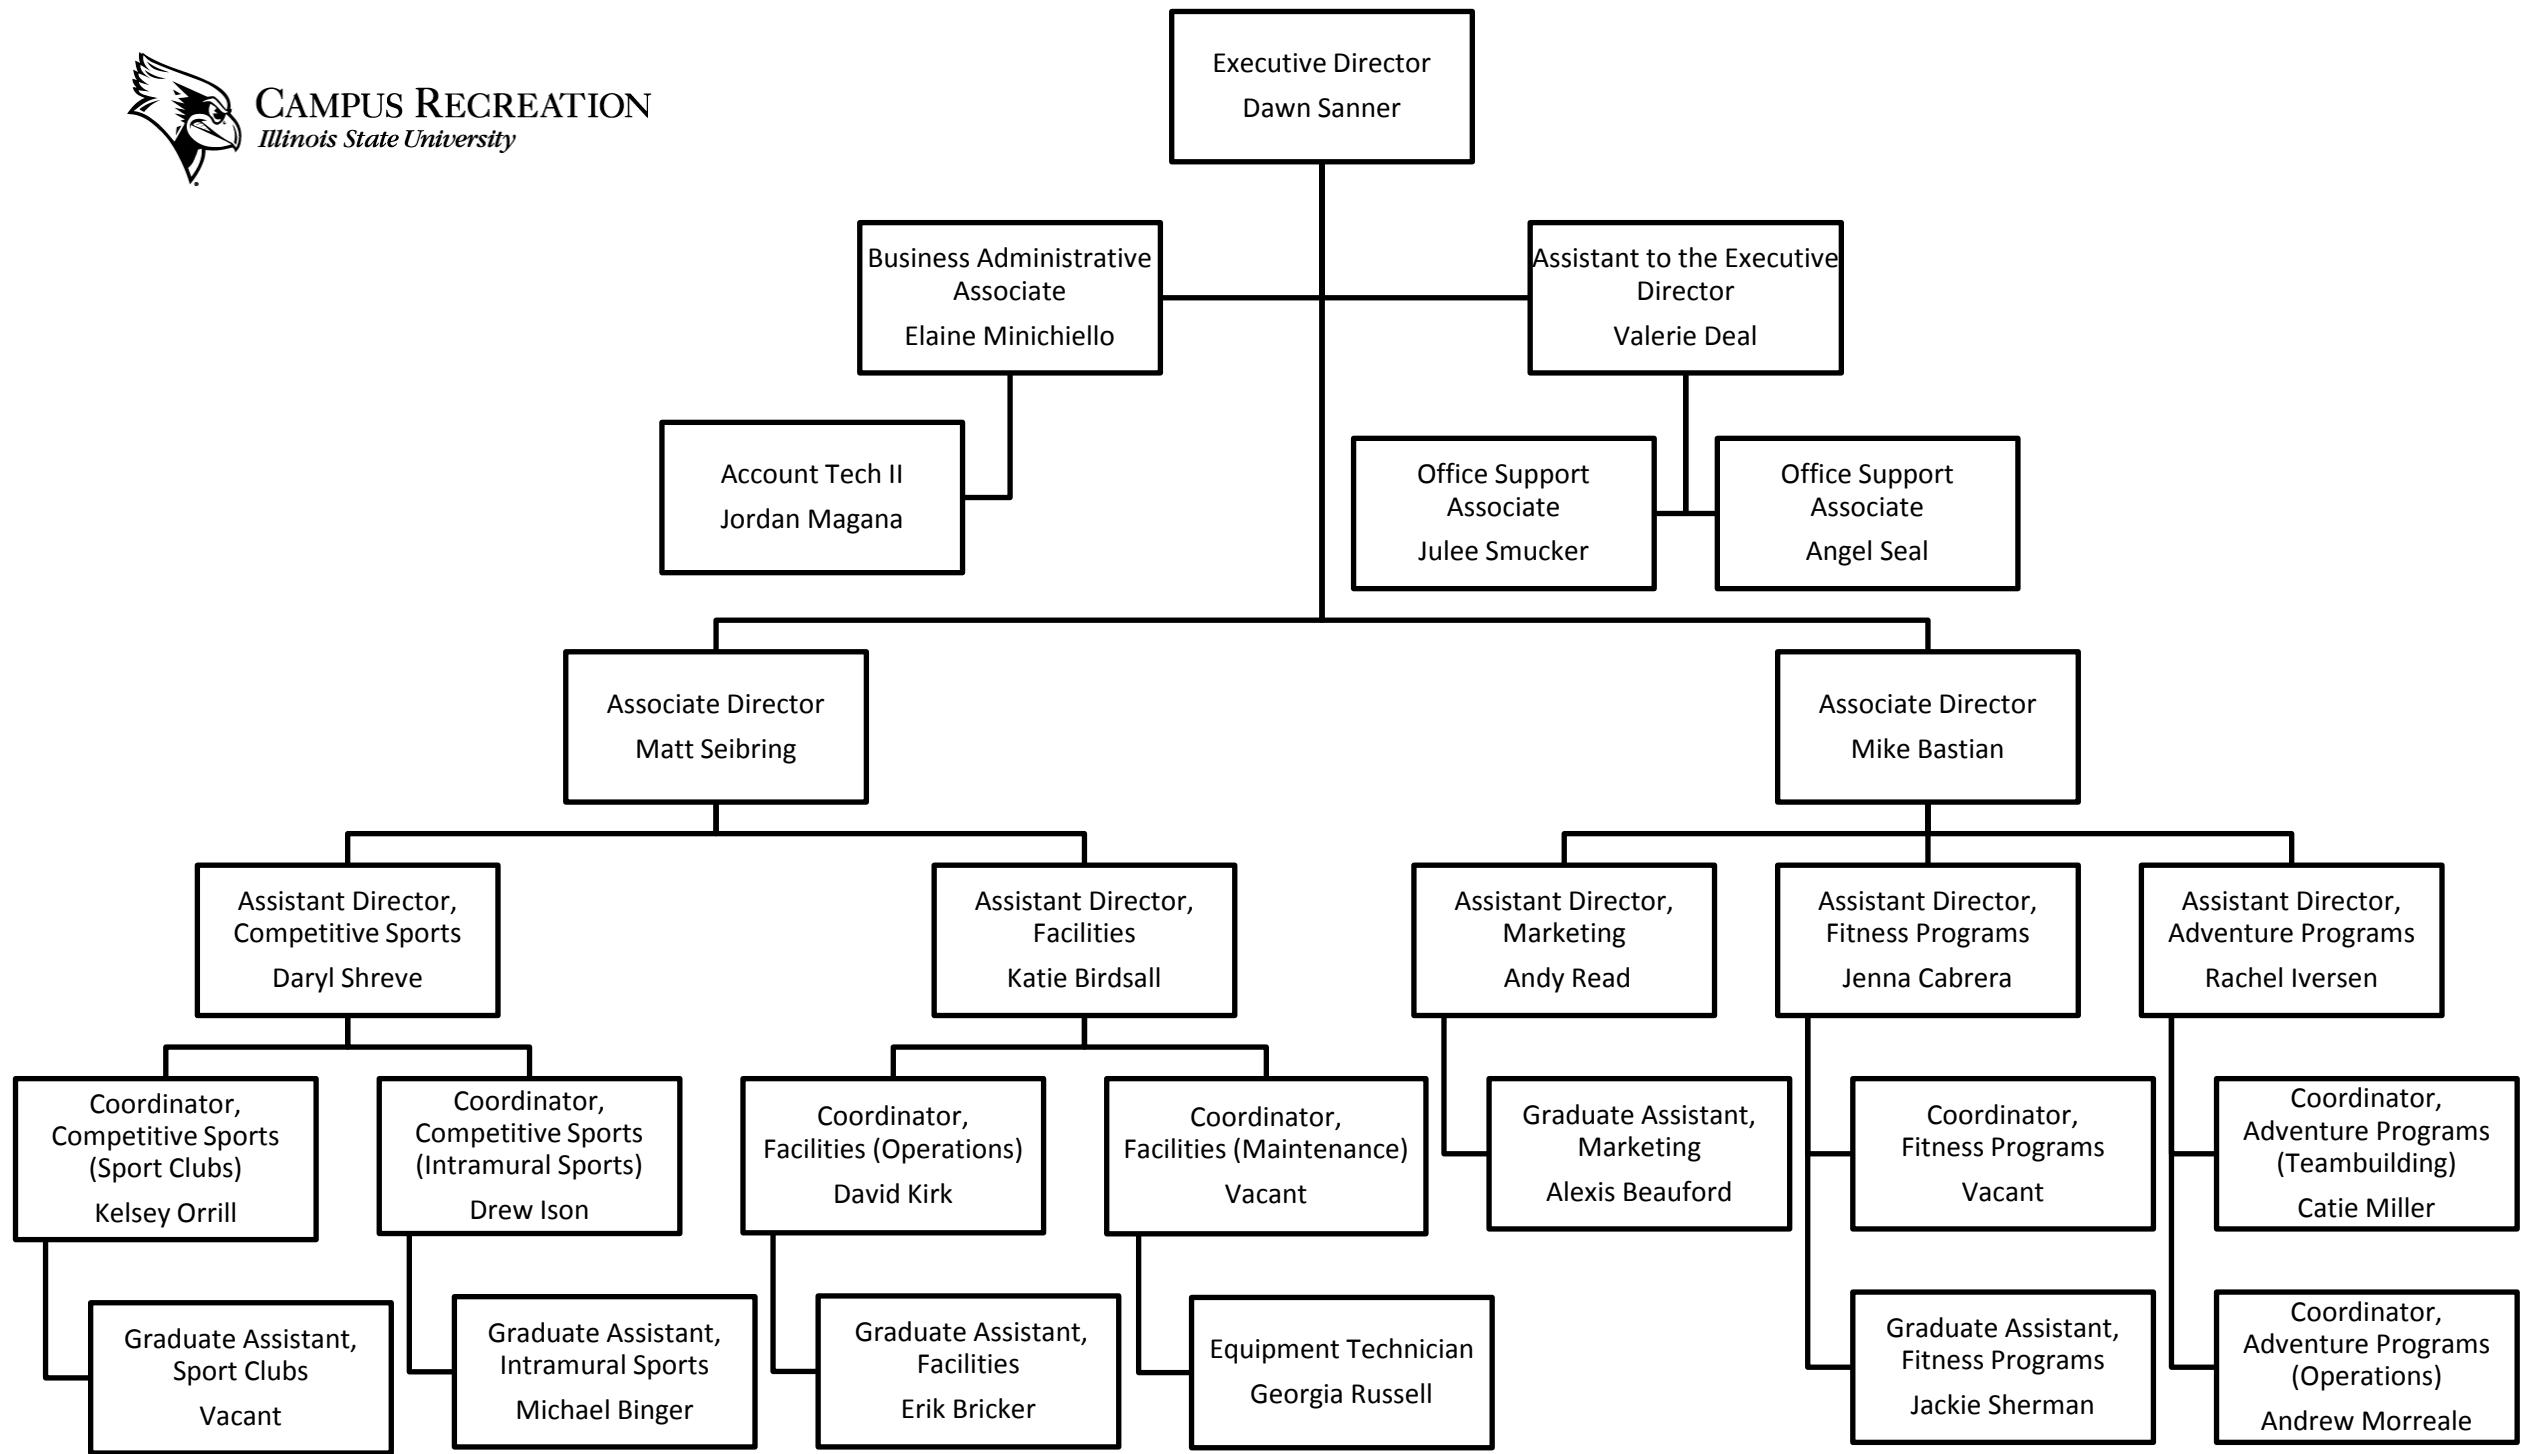 CAMPUS RECREATION
Illinois State University
Executive Director
Dawn Sanner
Business Administrative
Associate
Elaine Minichiello
Assistant to the Executive
Director
Valerie Deal
Account Tech II
Jordan Magana
Office Support
Associate
Julee Smucker
Office Support
Associate
Angel Seal
Associate Director
Matt Seibring
Associate Director
Mike Bastian
Assistant Director,
Competitive Sports
Daryl Shreve
Assistant Director,
Facilities
Katie Birdsall
Assistant Director,
Marketing
Andy Read
Assistant Director,
Fitness Programs
Jenna Cabrera
Assistant Director,
Adventure Programs
Rachel Iversen
Coordinator,
Competitive Sports
(Sport Clubs)
Kelsey Orrill
Coordinator,
Competitive Sports
(Intramural Sports)
Drew Ison
Coordinator,
Facilities (Operations)
David Kirk
Coordinator,
Facilities (Maintenance)
Vacant
Graduate Assistant,
Marketing
Alexis Beauford
Coordinator,
Fitness Programs
Vacant
Coordinator,
Adventure Programs
(Teambuilding)
Catie Miller
Graduate Assistant,
Sport Clubs
Vacant
Graduate Assistant,
Intramural Sports
Michael Binger
Graduate Assistant,
Facilities
Erik Bricker
Equipment Technician
Georgia Russell
Graduate Assistant,
Fitness Programs
Jackie Sherman
Coordinator,
Adventure Programs
(Operations)
Andrew Morreale